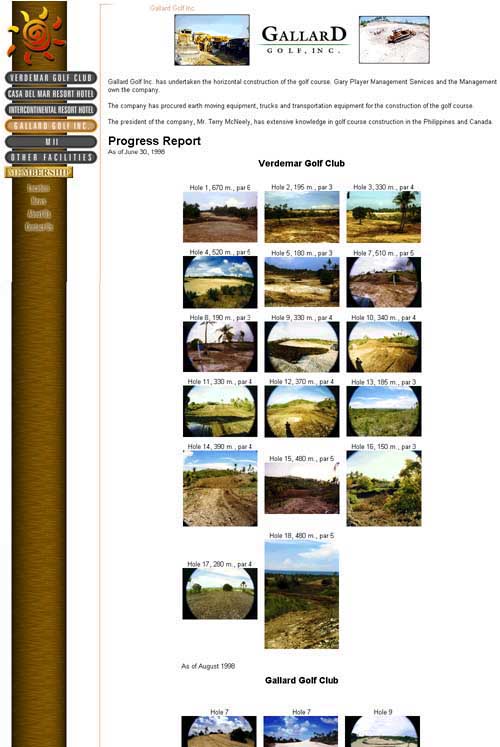 Gallard Golf Inc.
GALLARD
GOLF, INC.
VERDEMAR GOLF CLUB
CASA DEL MAR RESORT HOTEL
INTERCONTINENTAL RESORT HOTEL
GALLARD GOLF INC.
MII
OTHER FACILITIES
MEMBERSHIP
Location
News
About Us
Contact Us
Gallard Golf Inc. has undertaken the horizontal construction of the golf course. Gary Player Management Services and the Management
own the company.
The company has procured earth moving equipment, trucks and transportation equipment for the construction of the golf course.
The president of the company, Mr. Terry McNeely, has extensive knowledge in golf course construction in the Philippines and Canada.
Progress Report
As of June 30, 1998
Verdemar Golf Club
Hole 1, 670 m., par 6
Hole 2, 195 m, par 3
Hole 3, 330 m, par 4
Hole 4, 520 m., par 5
Hole 5, 180 m., par 3
Hole 7, 510 m., par 5
Hole 8, 190 m., par 3
Hole 9, 330 m., par 4
Hole 10, 340 m., par 4
Hole 11, 330 m., par 4
Hole 12, 370 m., par 4
Hole 13, 185 m., par 3
Hole 14, 390 m., par 4
Hole 15, 480 m., par 5
Hole 16, 150 m., par 3
Hole 17, 280 m., par 4
Hole 18, 480 m., par 5
As of August 1998
Gallard Golf Club
Hole 7
Hole 7
Hole 9